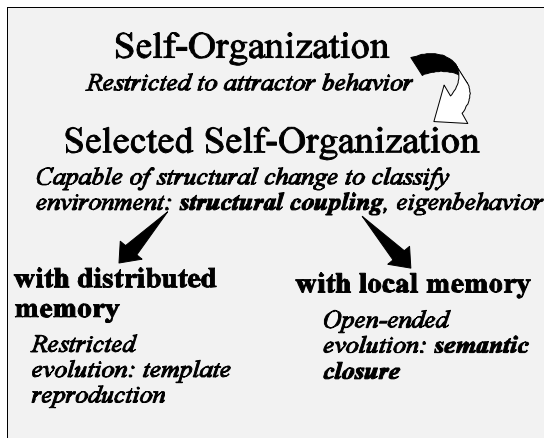 Self-Organization
Restricted to attractor behavior
Selected Self-Organization
Capable of structural change to classify
environment: structural coupling, eigenbehavior
with distributed
memory
Restricted
evolution: template
reproduction
with local memory
Open-ended
evolution: semantic
closure